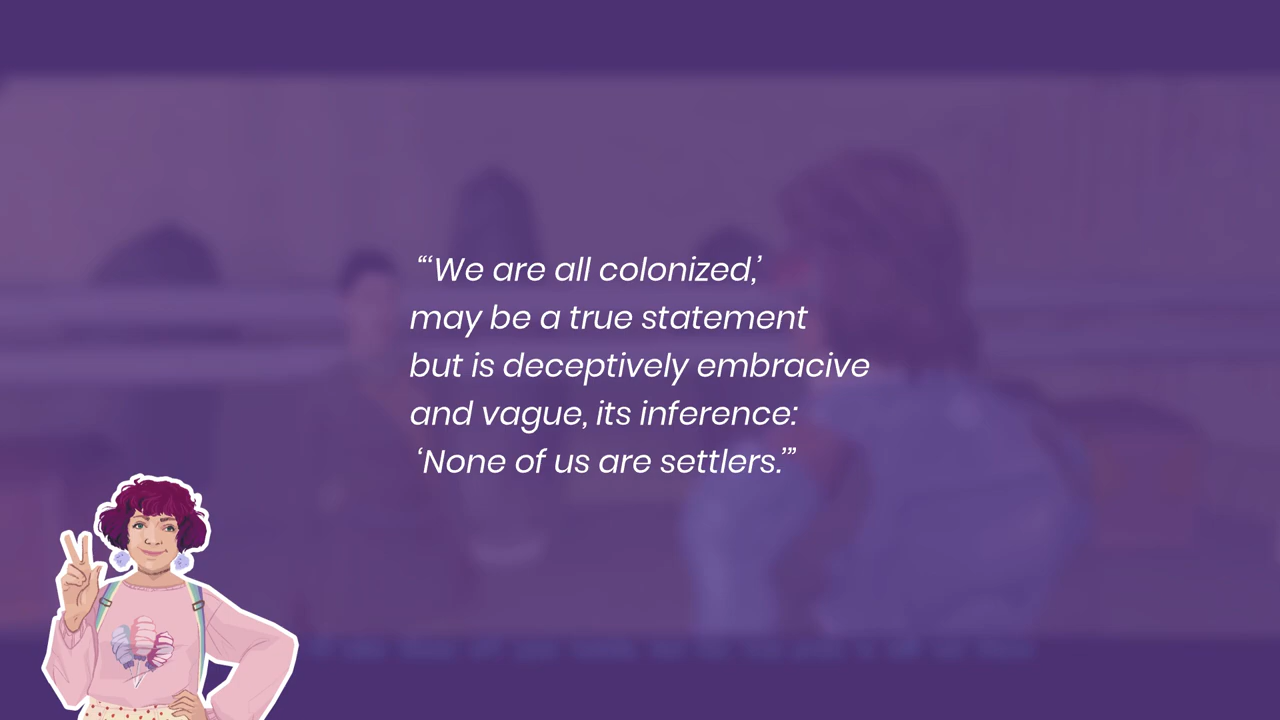 “‘We are all colonized,’
may be a true statement
but is deceptively embracive
and vague, its inference:
‘None of us are settlers.’”